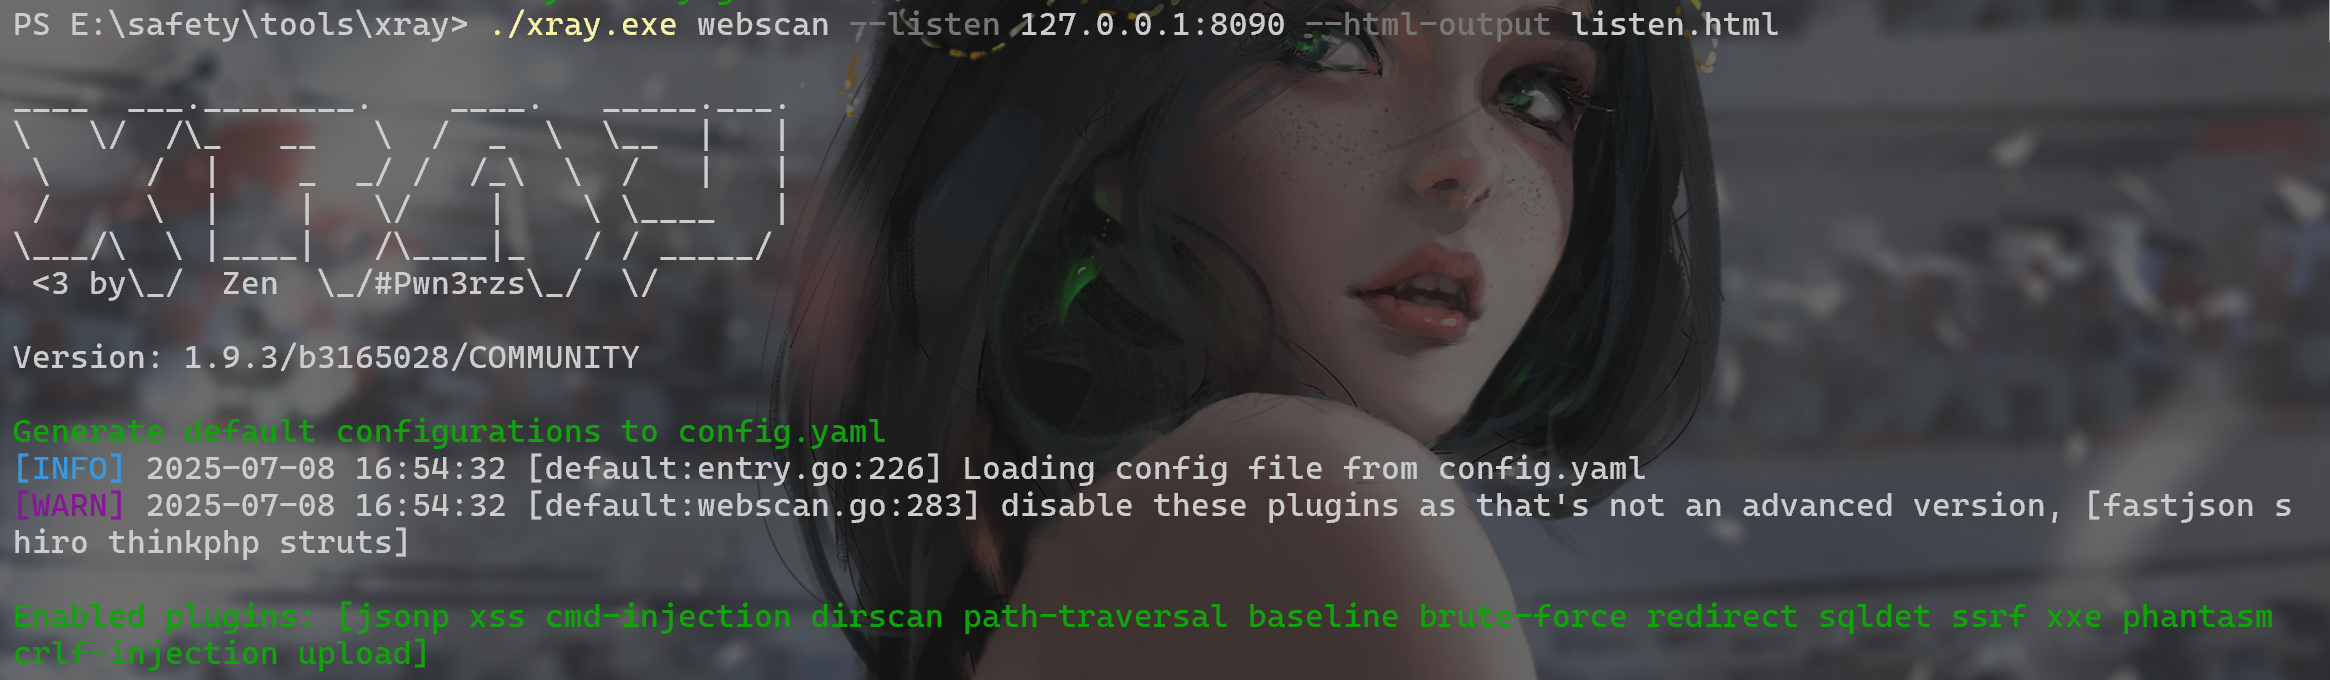 PS E:\safety\tools\xray> ./xray.exe webscan --listen 127.0.0.1:8090 --html-output listen.html
____  ___.________.    ____.   _____.___.
\   \/  /\_   __  \  /  _  \  \__  |   |
 \     /  |    _  _/ /  /_\  \  /   |   |
 /     \  |    |   \/    |    \ \____   |
\___/\  \ |____|   /\____|_   / / _____/
 <3 by\_/  Zen  \_/#Pwn3rzs\_/  \/
Version: 1.9.3/b3165028/COMMUNITY
Generate default configurations to config.yaml
[INFO] 2025-07-08 16:54:32 [default:entry.go:226] Loading config file from config.yaml
[WARN] 2025-07-08 16:54:32 [default:webscan.go:283] disable these plugins as that's not an advanced version, [fastjson s
hiro thinkphp struts]
Enabled plugins: [jsonp xss cmd-injection dirscan path-traversal baseline brute-force redirect sqldet ssrf xxe phantasm
crlf-injection upload]